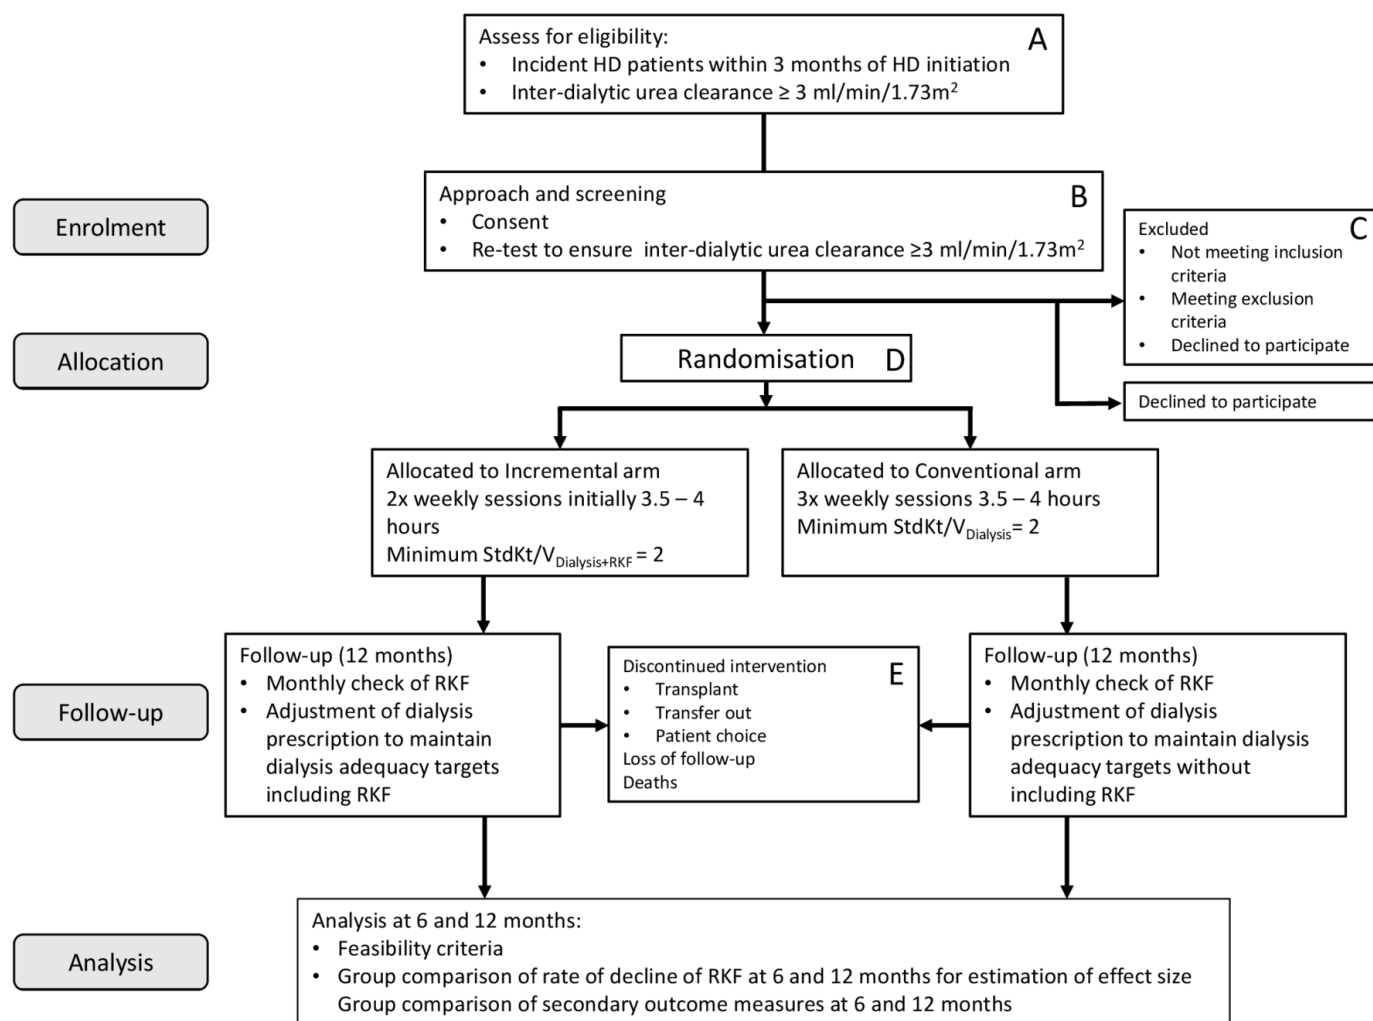 Assess for eligibility:
A
• Incident HD patients within 3 months of HD initiation
• Inter-dialytic urea clearance ≥ 3 ml/min/1.73m²
Enrolment
Approach and screening
B
• Consent
• Re-test to ensure inter-dialytic urea clearance ≥3 ml/min/1.73m²
Excluded
C
• Not meeting inclusion
criteria
• Meeting exclusion
criteria
• Declined to participate
Declined to participate
Allocation
Randomisation D
Allocated to Incremental arm
2x weekly sessions initially 3.5 – 4
hours
Minimum StdKt/V_Dialysis+RKF = 2
Allocated to Conventional arm
3x weekly sessions 3.5 – 4 hours
Minimum StdKt/V_Dialysis = 2
Follow-up
Follow-up (12 months)
• Monthly check of RKF
• Adjustment of dialysis
prescription to maintain
dialysis adequacy targets
including RKF
Discontinued intervention
E
• Transplant
• Transfer out
• Patient choice
Loss of follow-up
Deaths
Follow-up (12 months)
• Monthly check of RKF
• Adjustment of dialysis
prescription to maintain dialysis
adequacy targets without
including RKF
Analysis
Analysis at 6 and 12 months:
• Feasibility criteria
• Group comparison of rate of decline of RKF at 6 and 12 months for estimation of effect size
Group comparison of secondary outcome measures at 6 and 12 months